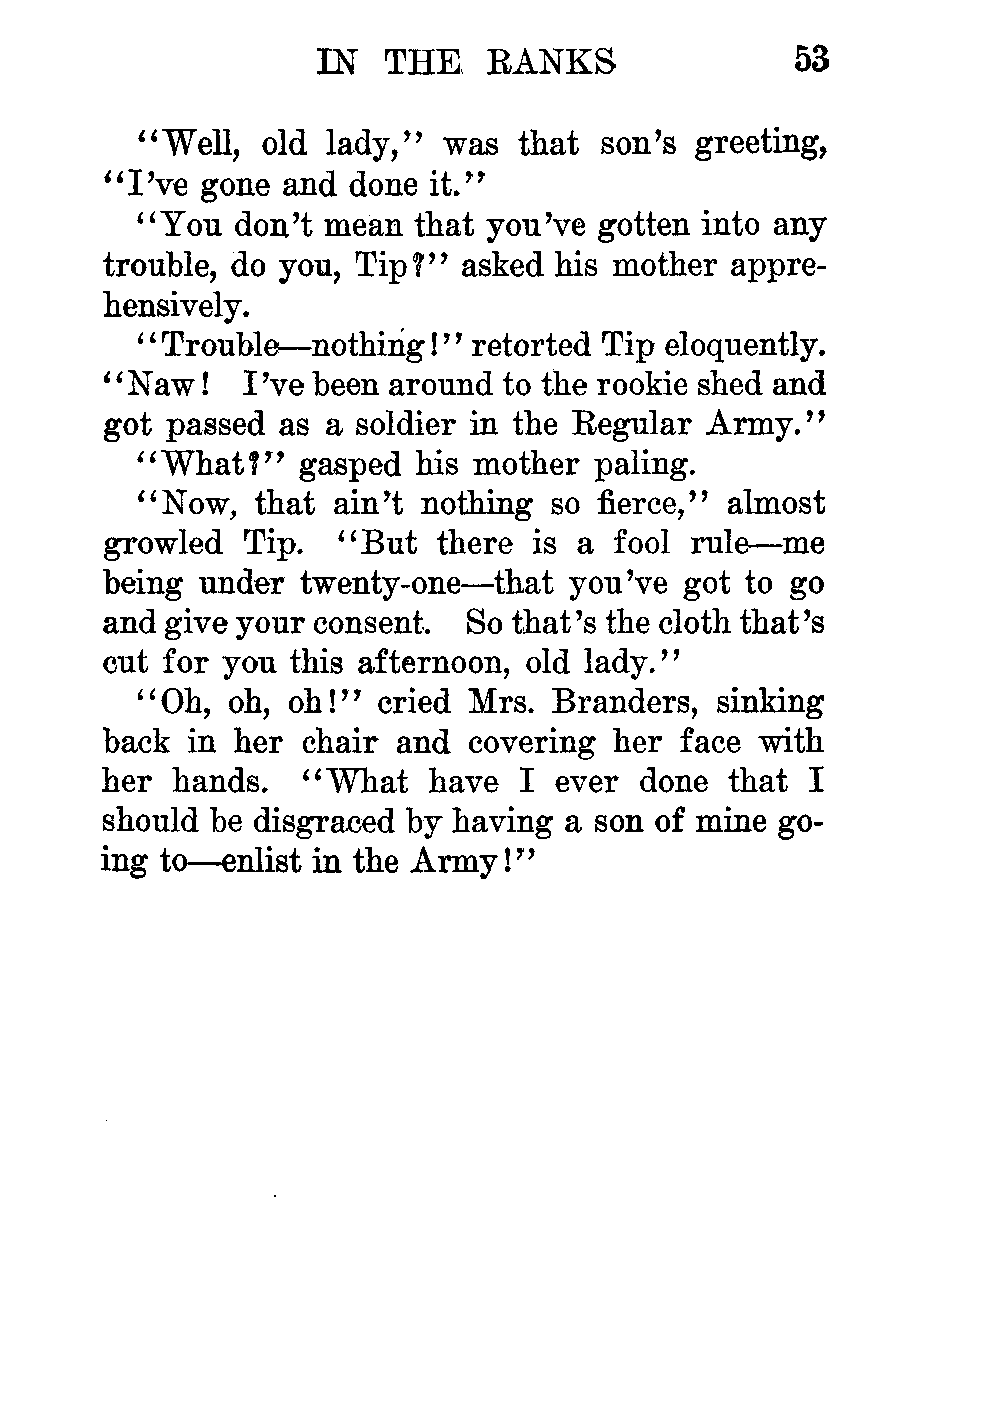 IN THE RANKS 53
"Well, old lady," was that son's greeting,
"I've gone and done it."
"You don't mean that you've gotten into any
trouble, do you, Tip?" asked his mother appre-
hensively.
"Trouble—nothing!" retorted Tip eloquently.
"Naw! I've been around to the rookie shed and
got passed as a soldier in the Regular Army."
"What?" gasped his mother paling.
"Now, that ain't nothing so fierce," almost
growled Tip. "But there is a fool rule—me
being under twenty-one—that you've got to go
and give your consent. So that's the cloth that's
cut for you this afternoon, old lady."
"Oh, oh, oh!" cried Mrs. Branders, sinking
back in her chair and covering her face with
her hands. "What have I ever done that I
should be disgraced by having a son of mine go-
ing to—enlist in the Army!"